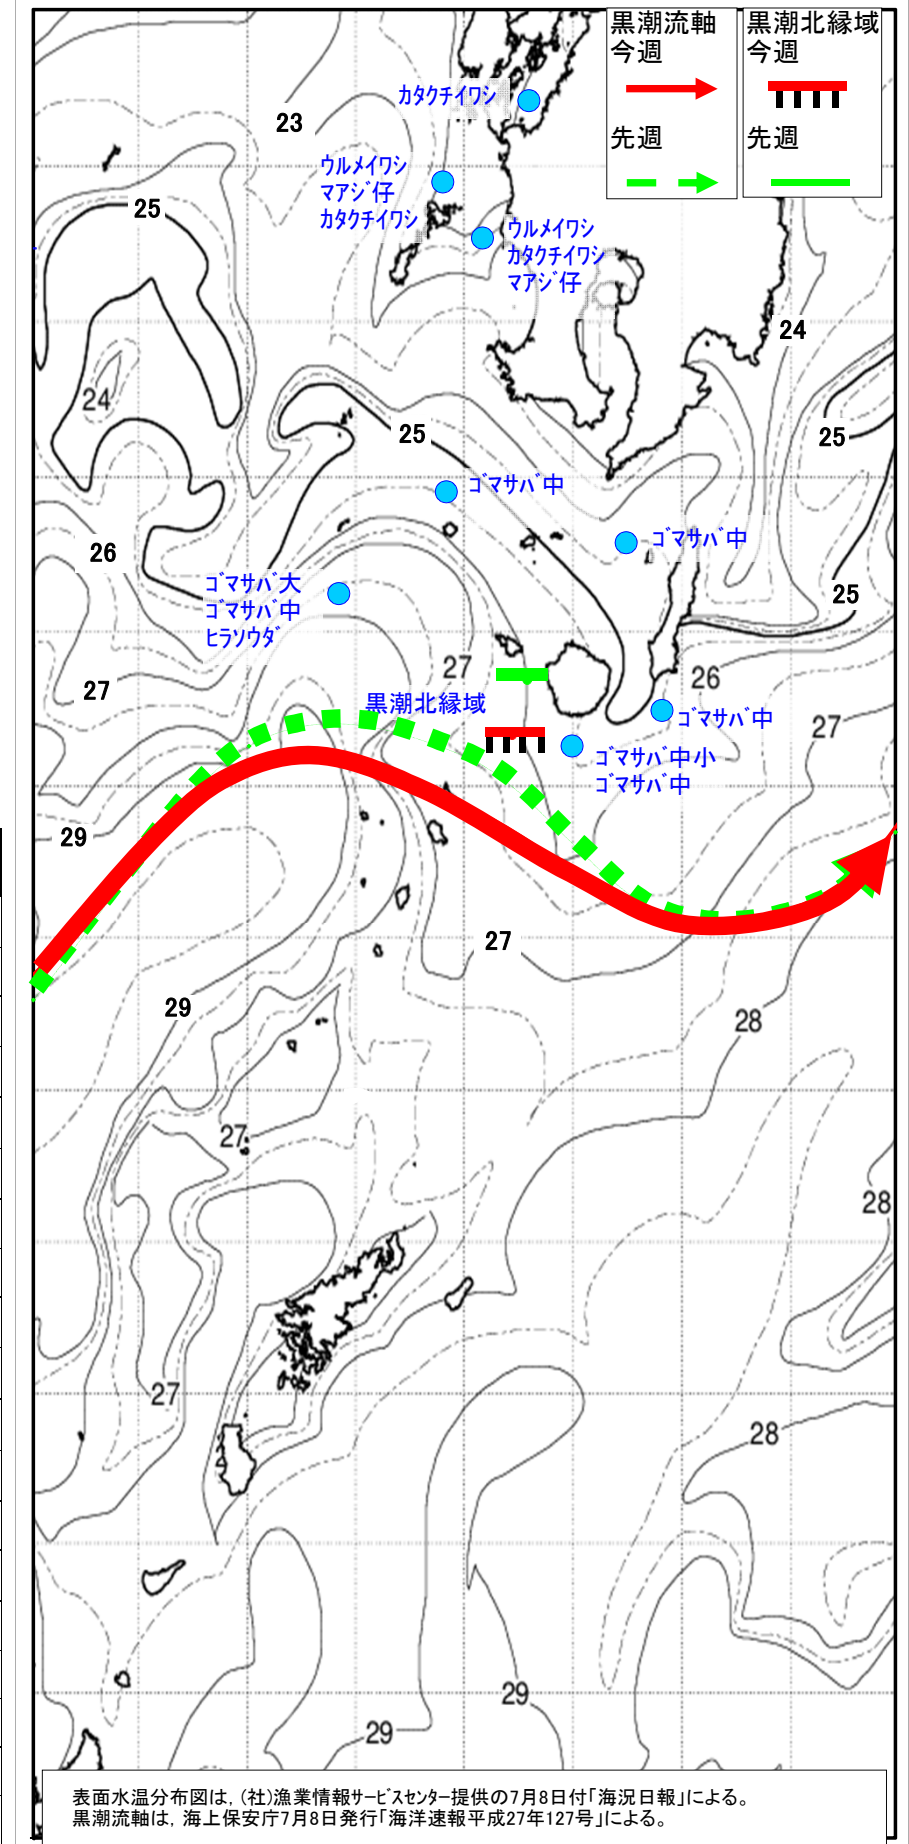 黒潮流軸
今週
先週
黒潮北縁域
今週
先週
ｶﾀｸﾁｲﾜｼ
23
ｳﾙﾒｲﾜｼ
ﾏｱｼﾞ仔
ｶﾀｸﾁｲﾜｼ
25
ｳﾙﾒｲﾜｼ
ｶﾀｸﾁｲﾜｼ
ﾏｱｼﾞ仔
24
24
25
25
ｺﾞﾏｻﾊﾞ中
26
ｺﾞﾏｻﾊﾞ中
ｺﾞﾏｻﾊﾞ大
ｺﾞﾏｻﾊﾞ中
ﾋﾗｿｳﾀﾞ
25
27
26
27
黒潮北縁域
ｺﾞﾏｻﾊﾞ中
27
ｺﾞﾏｻﾊﾞ中小
ｺﾞﾏｻﾊﾞ中
29
27
29
28
27
28
27
28
29
29
表面水温分布図は,(社)漁業情報ｻｰﾋﾞｽｾﾝﾀｰ提供の7月8日付｢海況日報｣による。
黒潮流軸は,海上保安庁7月8日発行｢海洋速報平成27年127号｣による。